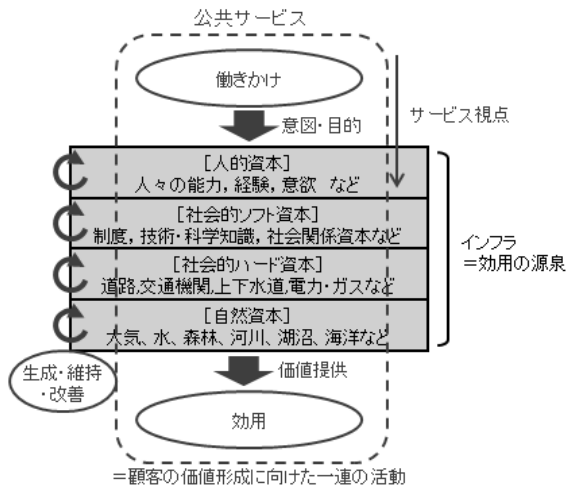 公共サービス
働きかけ
意図・目的
サービス視点
[人的資本]
人々の能力, 経験, 意欲 など
[社会的ソフト資本]
制度, 技術・科学知識, 社会関係資本など
[社会的ハード資本]
道路,交通機関,上下水道,電力・ガスなど
[自然資本]
大気、水、森林、河川、湖沼、海洋など
インフラ
=効用の源泉
生成・維持
・改善
価値提供
効用
=顧客の価値形成に向けた一連の活動